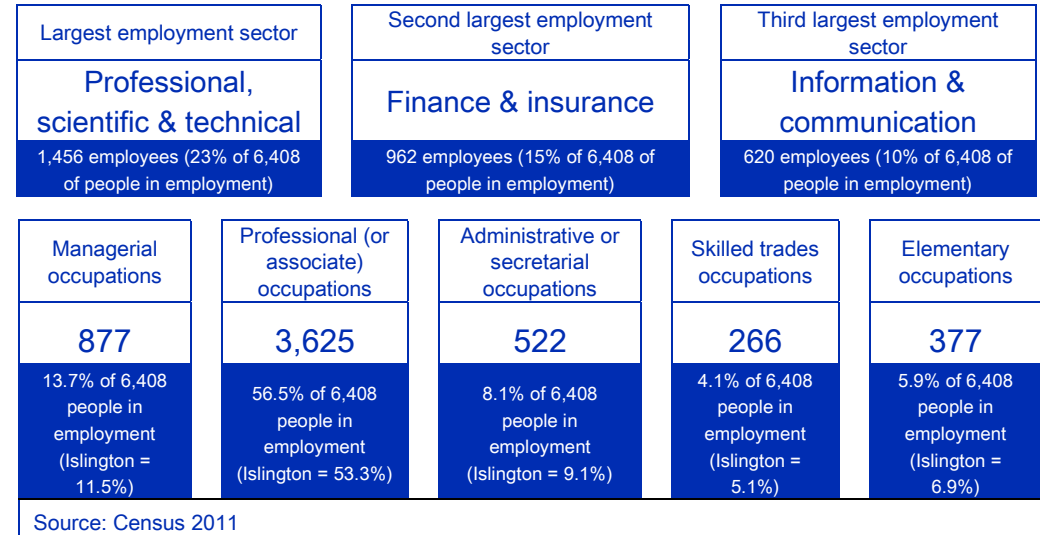 Largest employment sector
Professional,
scientific & technical
1,456 employees (23% of 6,408
of people in employment)
Second largest employment
sector
Finance & insurance
962 employees (15% of 6,408 of
people in employment)
Third largest employment
sector
Information &
communication
620 employees (10% of 6,408 of
people in employment)
Managerial
occupations
877
13.7% of 6,408
people in
employment
(Islington =
11.5%)
Professional (or
associate)
occupations
3,625
56.5% of 6,408
people in
employment
(Islington = 53.3%)
Administrative or
secretarial
occupations
522
8.1% of 6,408
people in
employment
(Islington = 9.1%)
Skilled trades
occupations
266
4.1% of 6,408
people in
employment
(Islington =
5.1%)
Elementary
occupations
377
5.9% of 6,408
people in
employment
(Islington =
6.9%)
Source: Census 2011